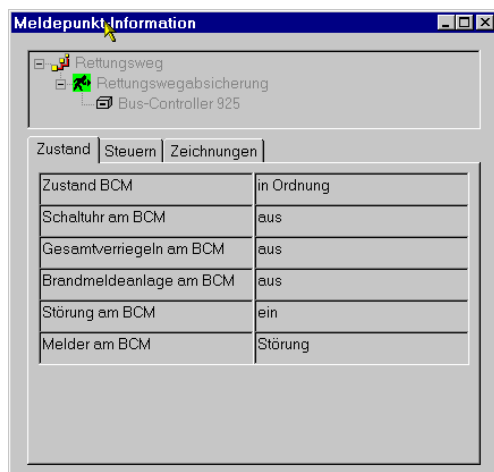 Meldepunkt-Information
Rettungsweg
Rettungswegabsicherung
Bus-Controller 925
Zustand Steuern Zeichnungen
Zustand BCM in Ordnung
Schaltuhr am BCM aus
Gesamtverriegeln am BCM aus
Brandmeldeanlage am BCM aus
Störung am BCM ein
Melder am BCM Störung